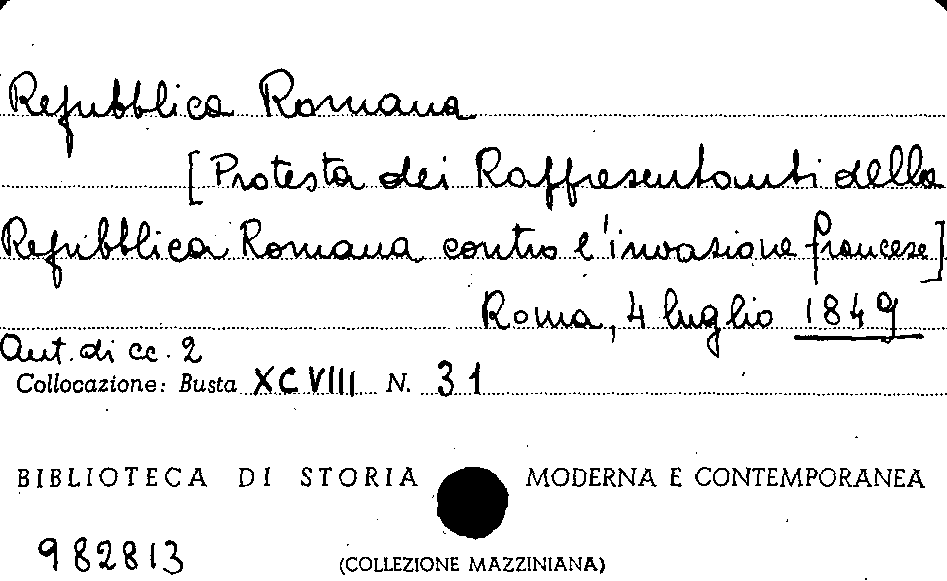 Repubblica Romana
[Protesta dei Raffresentanti della
Repubblica Romana contro l'invasione francese]
Roma, 4 luglio 1849
Aut. di cc. 2
Collocazione: Busta XCVIII N. 31
BIBLIOTECA DI STORIA MODERNA E CONTEMPORANEA
982813
(COLLEZIONE MAZZINIANA)